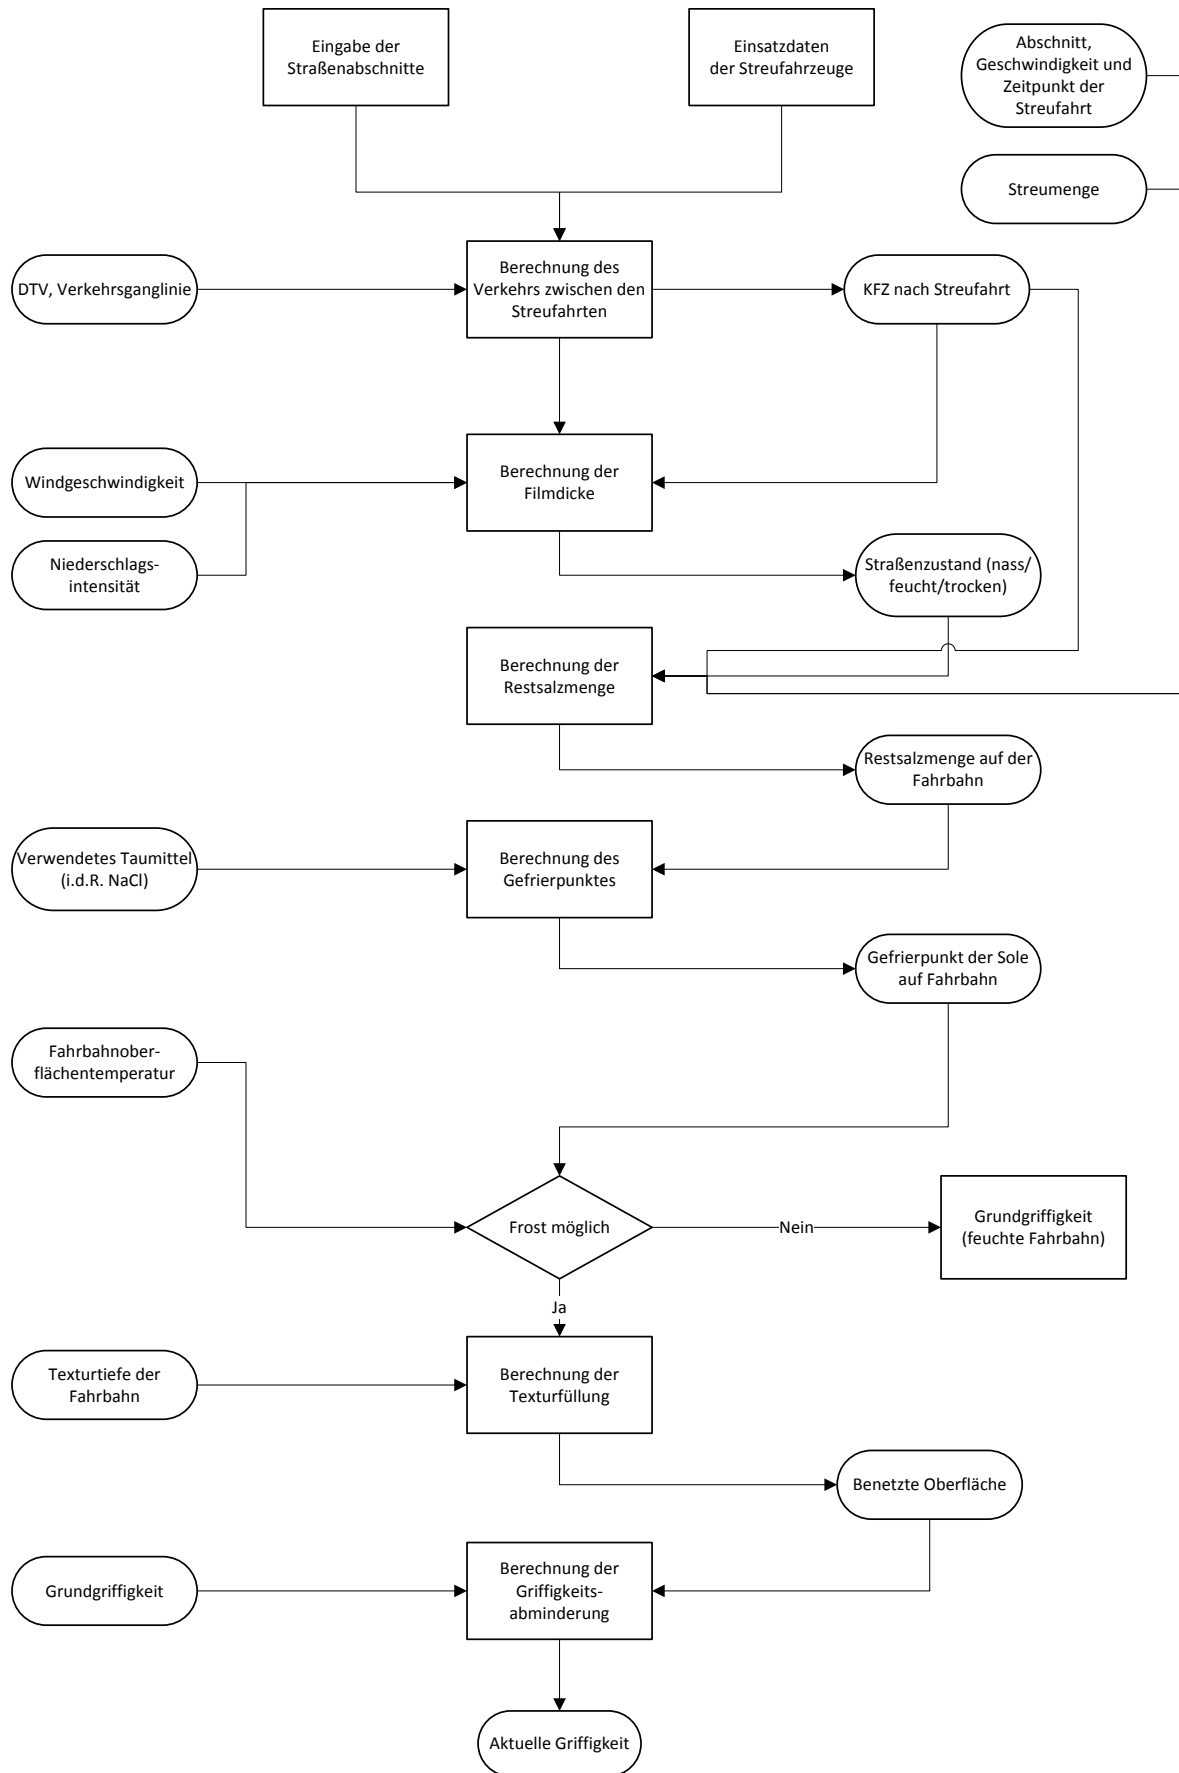 Eingabe der
Straßenabschnitte
Einsatzdaten
der Streufahrzeuge
Abschnitt,
Geschwindigkeit und
Zeitpunkt der
Streufahrt
Streumenge
DTV, Verkehrsganglinie
Berechnung des
Verkehrs zwischen den
Streufahrten
KFZ nach Streufahrt
Windgeschwindigkeit
Berechnung der
Filmdicke
Niederschlags-
intensität
Straßenzustand (nass/
feucht/trocken)
Berechnung der
Restsalzmenge
Restsalzmenge auf der
Fahrbahn
Verwendetes Taumittel
(i.d.R. NaCl)
Berechnung des
Gefrierpunktes
Gefrierpunkt der Sole
auf Fahrbahn
Fahrbahnober-
flächentemperatur
Frost möglich
Nein
Grundgriffigkeit
(feuchte Fahrbahn)
Ja
Texturtiefe der
Fahrbahn
Berechnung der
Texturfüllung
Benetzte Oberfläche
Grundgriffigkeit
Berechnung der
Griffigkeits-
abminderung
Aktuelle Griffigkeit